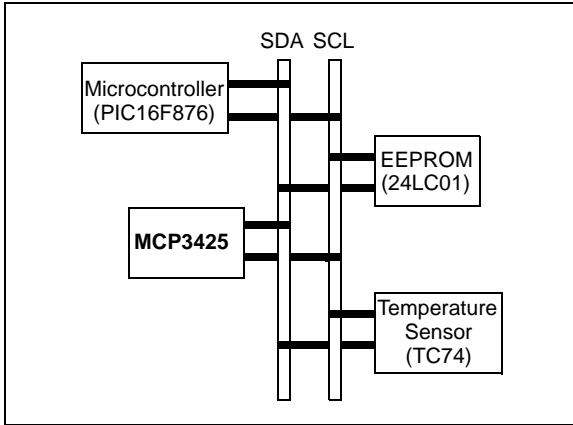 SDA SCL
Microcontroller
(PIC16F876)
EEPROM
(24LC01)
MCP3425
Temperature
Sensor
(TC74)